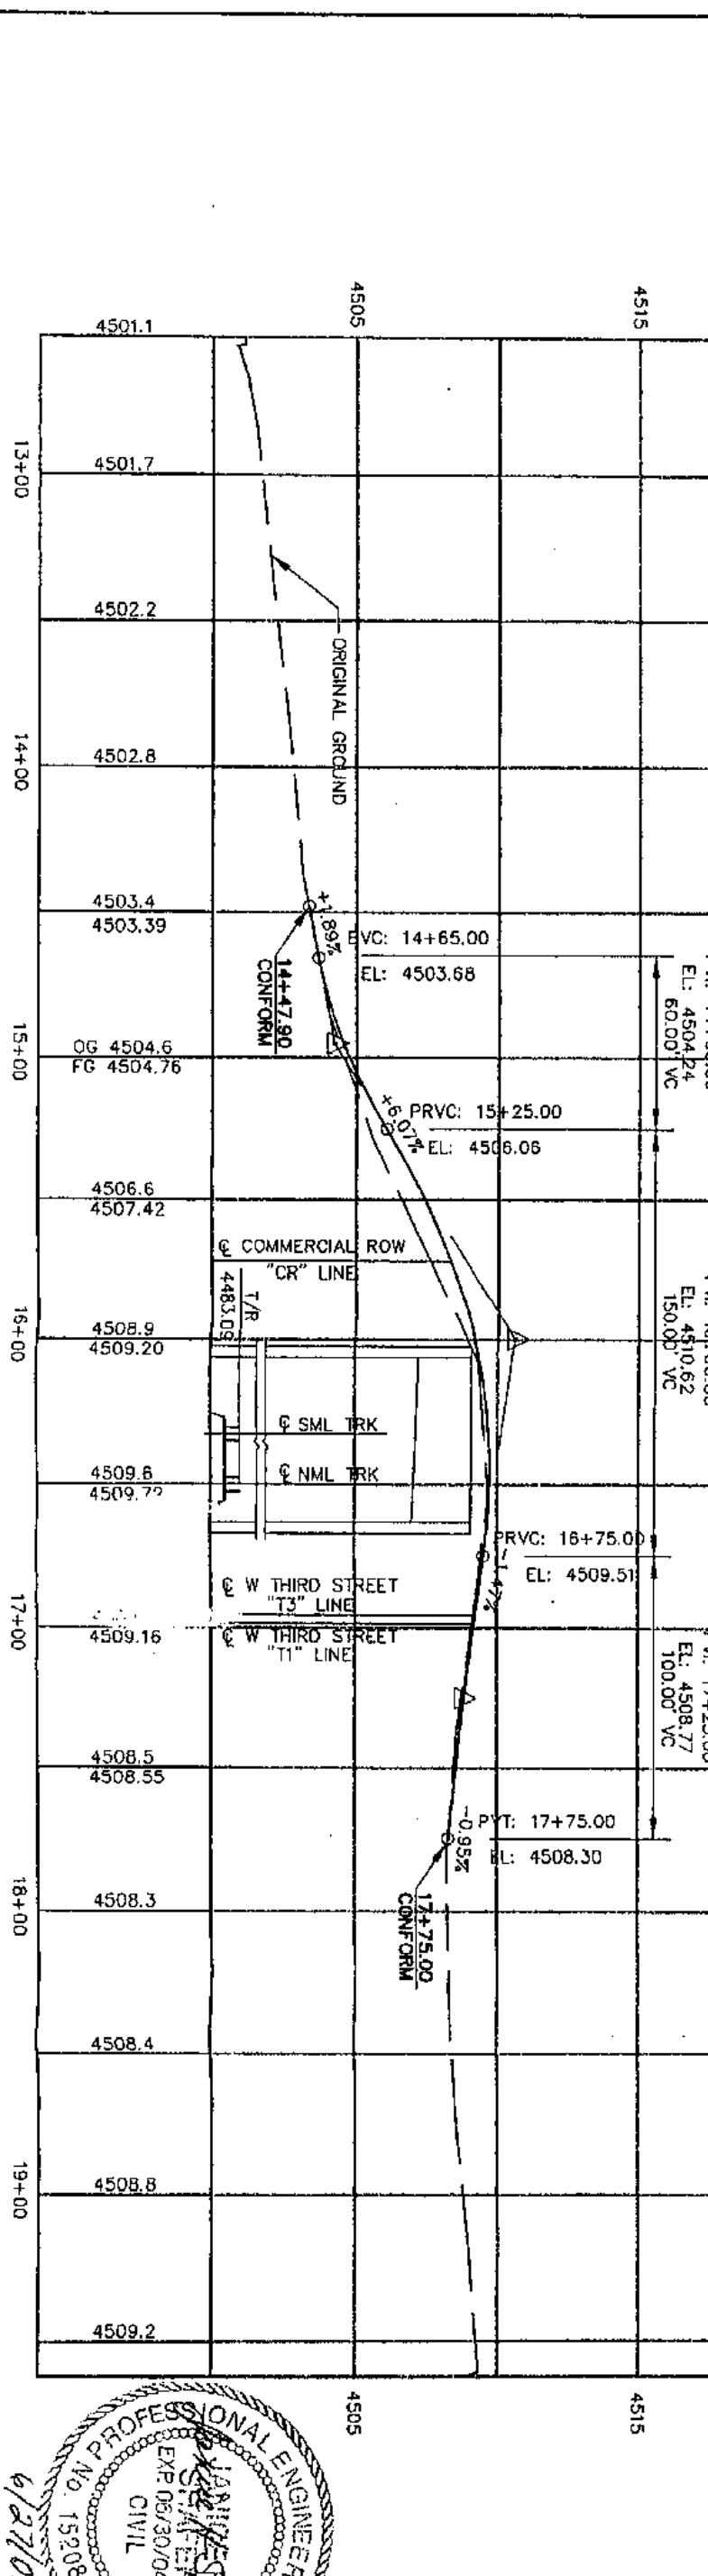 4505
4515
4501.1
13+00
4501.7
4502.2
ORIGINAL GROUND
14+00
4502.8
4503.4
4503.39
+1.89%
BVC: 14+65.00
EL: 4503.68
14+47.90
CONFORM
EL: 4504.24
60.00' VC
15+00
OG 4504.6
FG 4504.76
+6.07%
PRVC: 15+25.00
EL: 4506.06
4506.6
4507.42
℄ COMMERCIAL ROW
"CR" LINE
T/R
4483.09
EL: 4510.62
150.00' VC
16+00
4508.9
4509.20
℄ SML TRK
℄ NML TRK
4509.6
PRVC: 16+75.00
EL: 4509.51
℄ W THIRD STREET
"T3" LINE
17+00
4509.16
℄ W THIRD STREET
"T1" LINE
EL: 4508.77
100.00' VC
4508.5
4508.55
-0.95%
PVT: 17+75.00
EL: 4508.30
17+75.00
CONFORM
18+00
4508.3
4508.4
19+00
4508.8
4509.2
4505
4515
PROFESSIONAL ENGINEER
EXP. 06/30/04
CIVIL
No. 15208